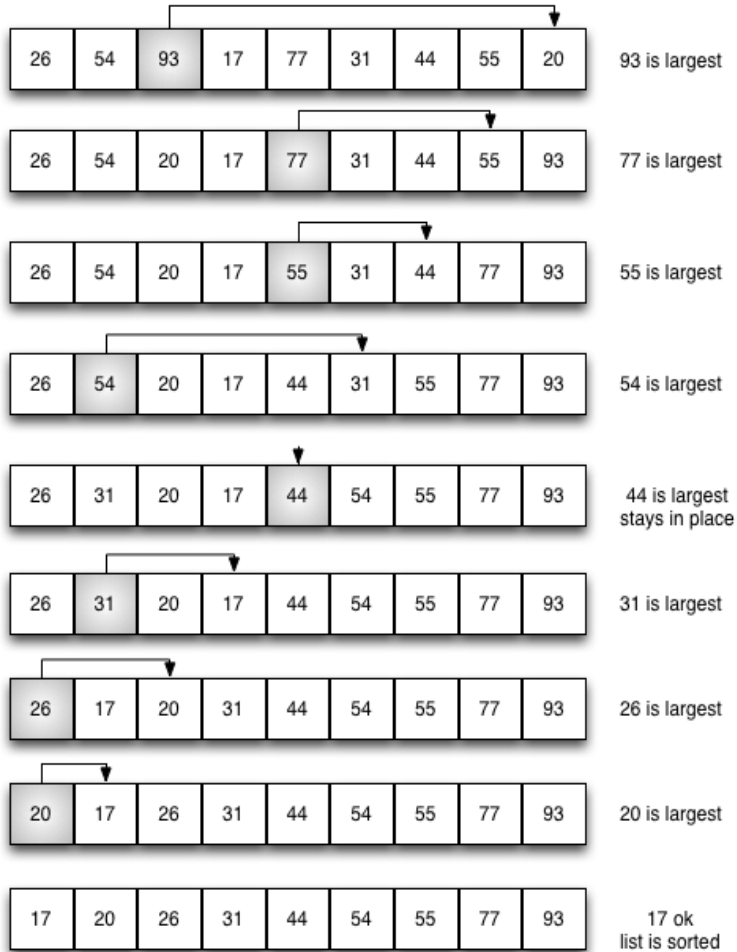 26 54 93 17 77 31 44 55 20 93 is largest
26 54 20 17 77 31 44 55 93 77 is largest
26 54 20 17 55 31 44 77 93 55 is largest
26 54 20 17 44 31 55 77 93 54 is largest
26 31 20 17 44 54 55 77 93 44 is largest
stays in place
26 31 20 17 44 54 55 77 93 31 is largest
26 17 20 31 44 54 55 77 93 26 is largest
20 17 26 31 44 54 55 77 93 20 is largest
17 20 26 31 44 54 55 77 93 17 ok
list is sorted